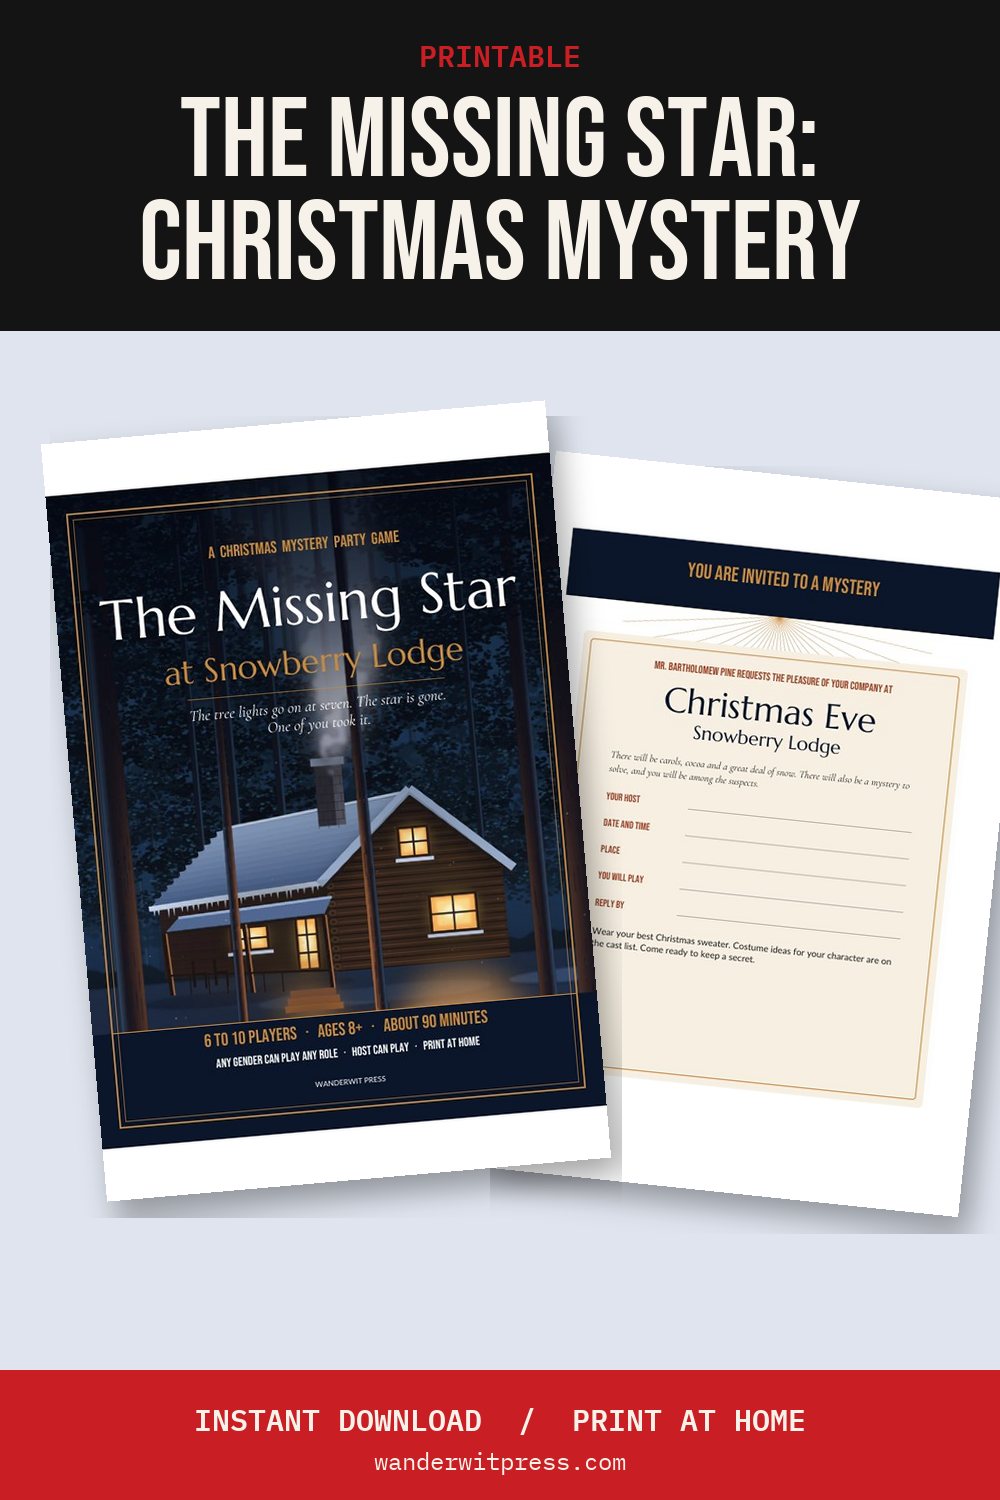 PRINTABLE
THE MISSING STAR:
CHRISTMAS MYSTERY
A CHRISTMAS MYSTERY PARTY GAME
The Missing Star
at Snowberry Lodge
The tree lights go on at seven. The star is gone.
One of you took it.
6 TO 10 PLAYERS · AGES 8+ · ABOUT 90 MINUTES
ANY GENDER CAN PLAY ANY ROLE · HOST CAN PLAY · PRINT AT HOME
WANDERWIT PRESS
YOU ARE INVITED TO A MYSTERY
MR. BARTHOLOMEW PINE REQUESTS THE PLEASURE OF YOUR COMPANY AT
Christmas Eve
Snowberry Lodge
There will be carols, cocoa and a great deal of snow. There will also be a mystery to
solve, and you will be among the suspects.
YOUR HOST
DATE AND TIME
PLACE
YOU WILL PLAY
REPLY BY
Wear your best Christmas sweater. Costume ideas for your character are on
the cast list. Come ready to keep a secret.
INSTANT DOWNLOAD / PRINT AT HOME
wanderwitpress.com